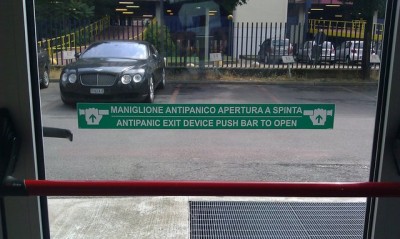 MANIGLIONE ANTIPANICO APERTURA A SPINTA
ANTIPANIC EXIT DEVICE PUSH BAR TO OPEN